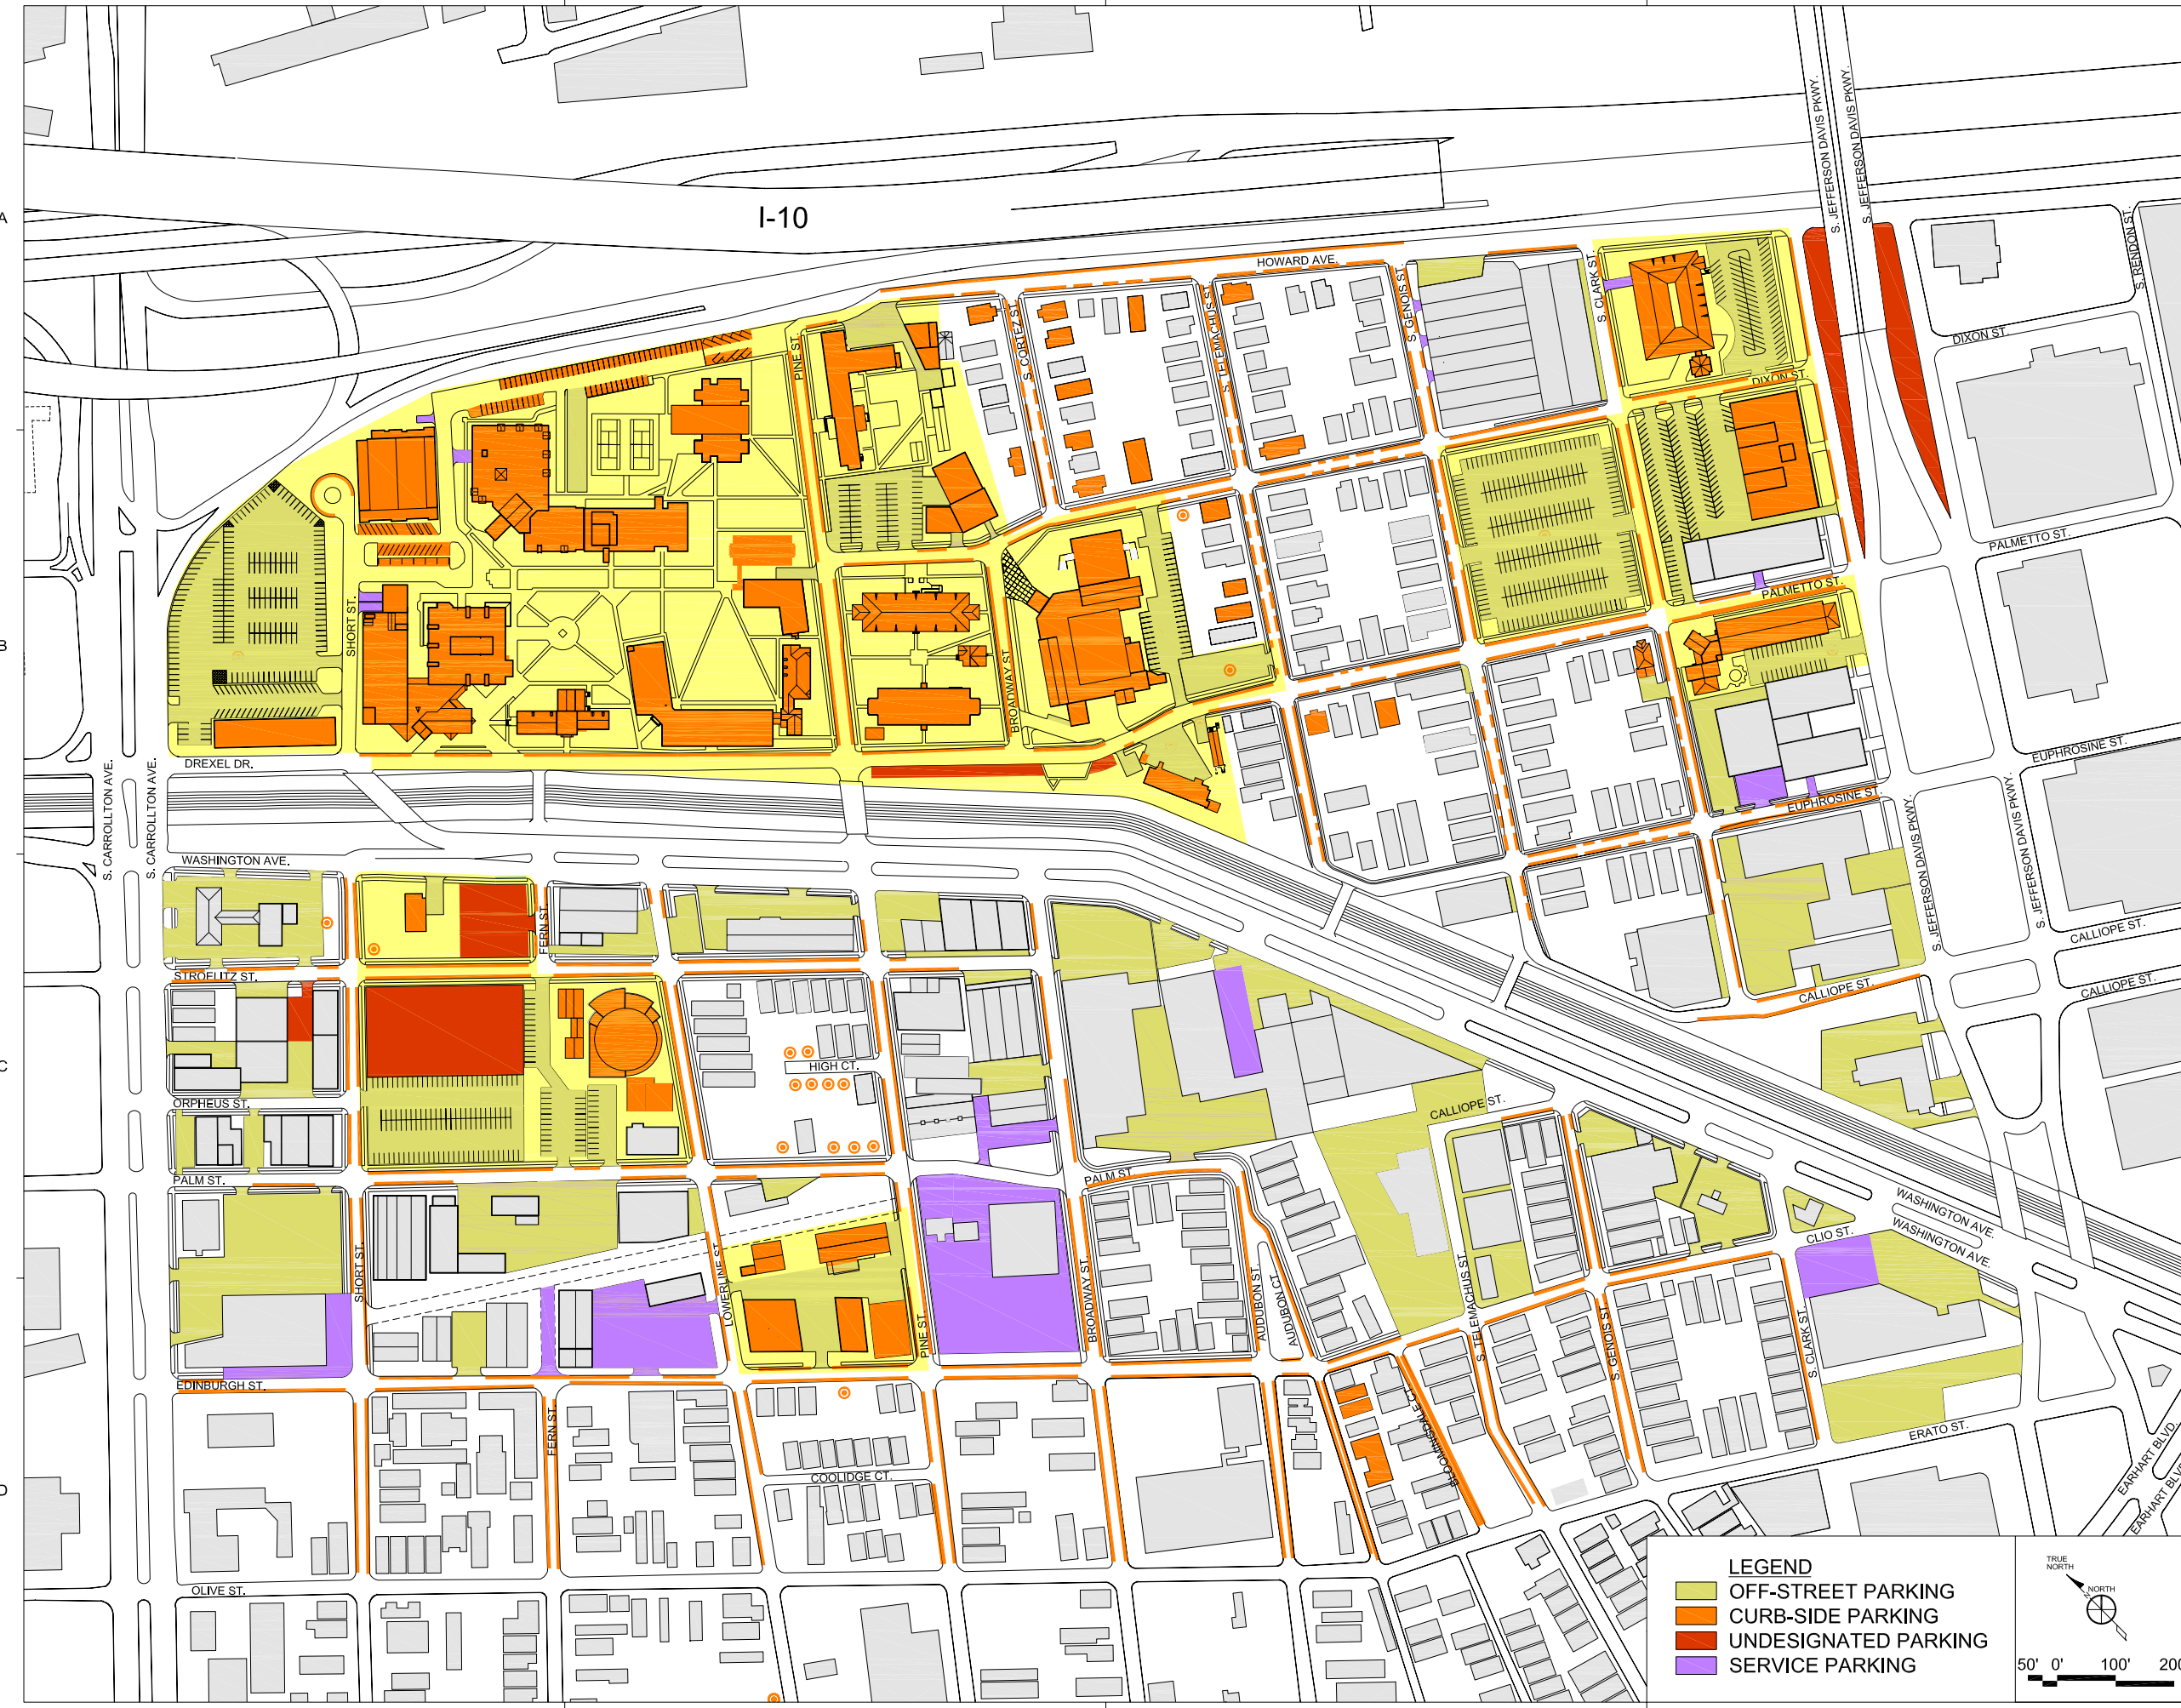 S. JEFFERSON DAVIS PKWY.
S. JEFFERSON DAVIS PKWY.
A
I-10
S. RENDON ST.
HOWARD AVE.
S. CLARK ST.
S. GENOIS ST.
S. TELEMACHUS ST.
S. CORTEZ ST.
PINE ST.
DIXON ST.
DIXON ST.
PALMETTO ST.
PALMETTO ST.
SHORT ST.
B
BROADWAY ST.
EUPHROSINE ST.
DREXEL DR.
EUPHROSINE ST.
S. CARROLLTON AVE.
S. CARROLLTON AVE.
S. JEFFERSON DAVIS PKWY.
S. JEFFERSON DAVIS PKWY.
WASHINGTON AVE.
FERN ST.
CALLIOPE ST.
STROELITZ ST.
CALLIOPE ST.
CALLIOPE ST.
C
HIGH CT.
ORPHEUS ST.
CALLIOPE ST.
PALM ST.
PALM ST.
WASHINGTON AVE.
WASHINGTON AVE.
CLIO ST.
SHORT ST.
LOWERLINE ST.
PINE ST.
BROADWAY ST.
AUDUBON ST.
AUDUBON CT.
S. TELEMACHUS ST.
S. GENOIS ST.
S. CLARK ST.
EDINBURGH ST.
FERN ST.
BLOOMINGDALE CT.
ERATO ST.
EARHART BLVD.
EARHART BLVD.
COOLIDGE CT.
D
OLIVE ST.
LEGEND
OFF-STREET PARKING
CURB-SIDE PARKING
UNDESIGNATED PARKING
SERVICE PARKING
TRUE
NORTH
NORTH
50' 0' 100' 200